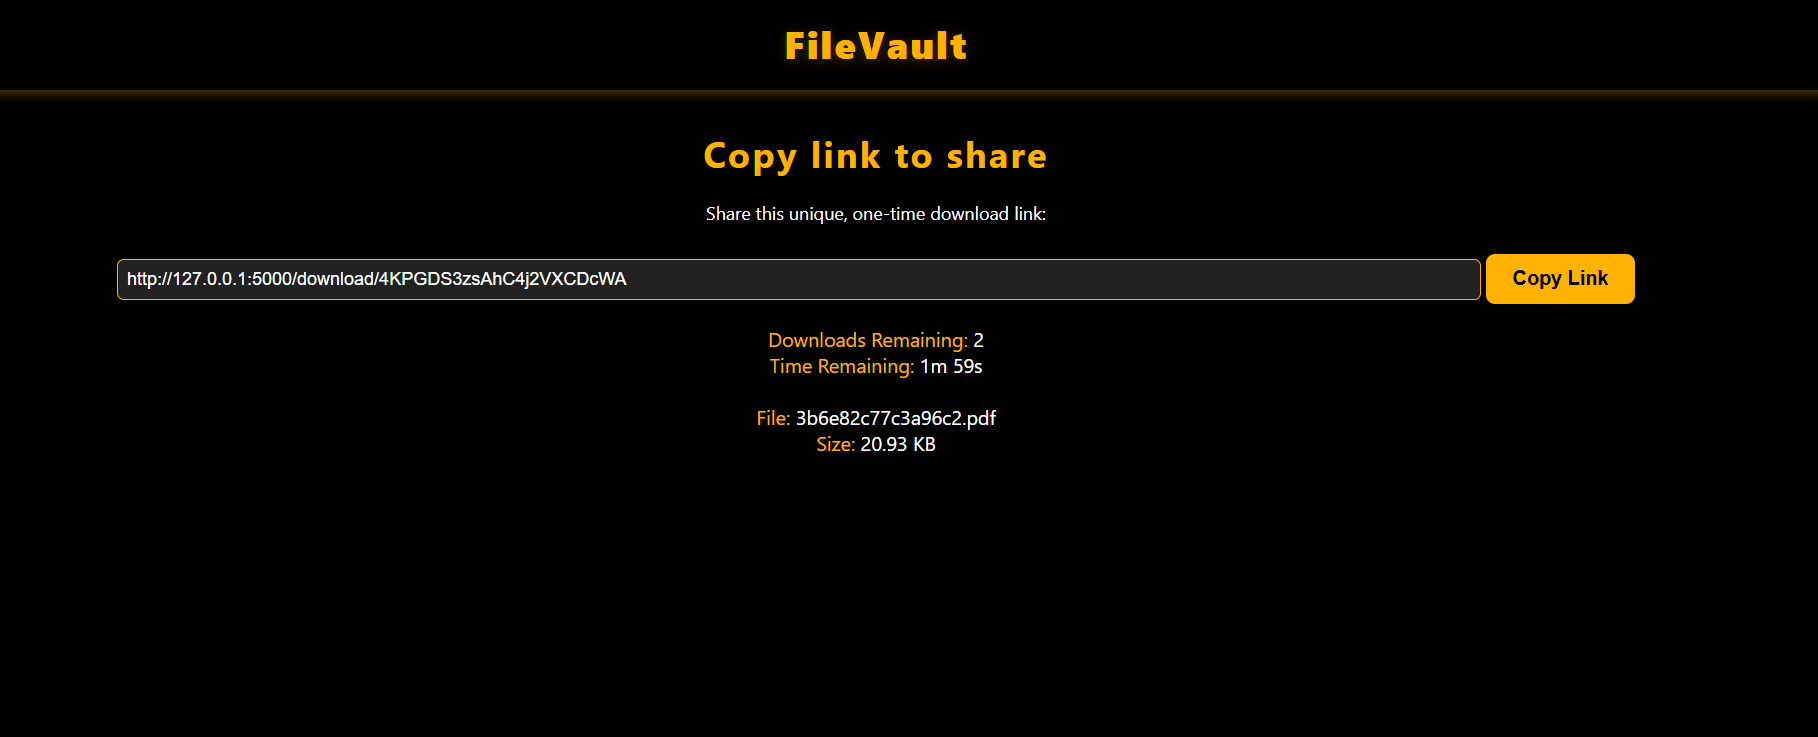 FileVault
Copy link to share
Share this unique, one-time download link:
http://127.0.0.1:5000/download/4KPGDS3zsAhC4j2VXCDcWA Copy Link
Downloads Remaining: 2
Time Remaining: 1m 59s
File: 3b6e82c77c3a96c2.pdf
Size: 20.93 KB